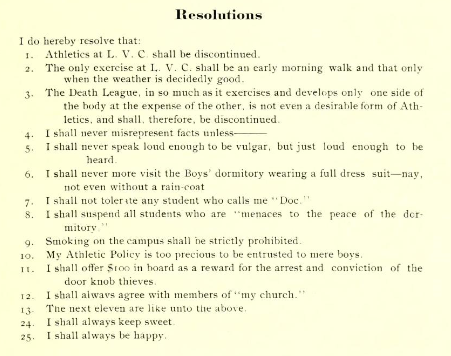 Resolutions
I do hereby resolve that:
1. Athletics at L. V. C. shall be discontinued.
2. The only exercise at L. V. C. shall be an early morning walk and that only
when the weather is decidedly good.
3. The Death League, in so much as it exercises and develops only one side of
the body at the expense of the other, is not even a desirable form of Ath-
letics, and shall, therefore, be discontinued.
4. I shall never misrepresent facts unless———
5. I shall never speak loud enough to be vulgar, but just loud enough to be
heard.
6. I shall never more visit the Boys' dormitory wearing a full dress suit—nay,
not even without a rain-coat
7. I shall not tolerate any student who calls me "Doc."
8. I shall suspend all students who are "menaces to the peace of the dor-
mitory."
9. Smoking on the campus shall be strictly prohibited.
10. My Athletic Policy is too precious to be entrusted to mere boys.
11. I shall offer $100 in board as a reward for the arrest and conviction of the
door knob thieves.
12. I shall always agree with members of "my church."
13. The next eleven are like unto the above.
24. I shall always keep sweet.
25. I shall always be happy.